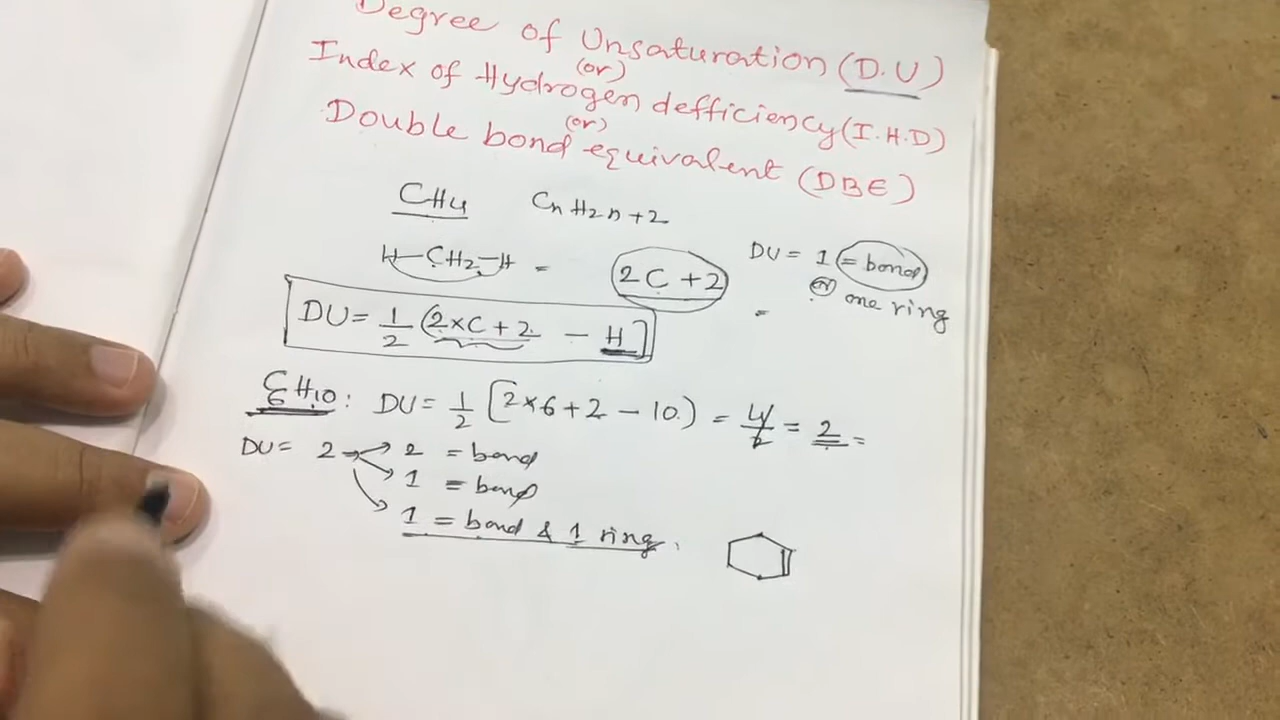 Degree of Unsaturation (D.U)
(or)
Index of Hydrogen defficiency (I.H.D)
(or)
Double bond equivalent (DBE)
CH4 CnH2n+2
H-CH2-H = 2C+2
DU = 1 (= bond)
(or) one ring
=
DU = 1/2 (2×C+2 - H]
C6H10 : DU = 1/2 [2×6+2-10) = 4/2 = 2 =
DU = 2 → 2 = bond
1 ≡ bond
1 = bond & 1 ring.